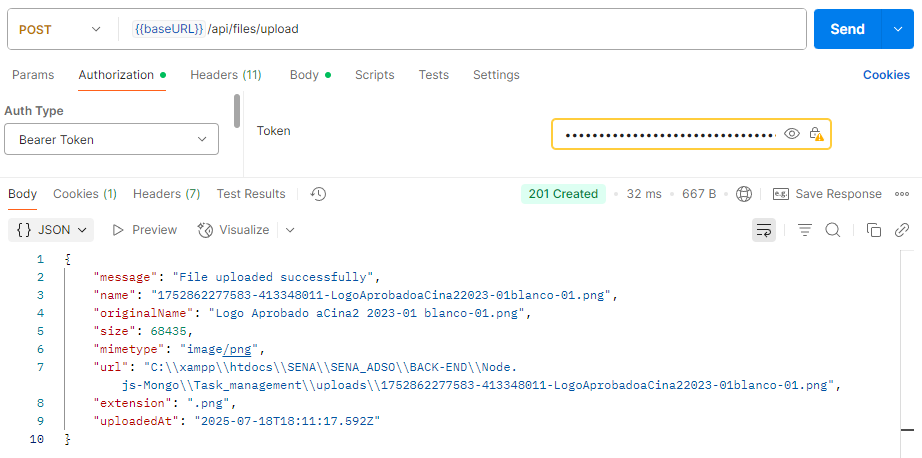 POST {{baseURL}} /api/files/upload Send
Params Authorization Headers (11) Body Scripts Tests Settings Cookies
Auth Type
Bearer Token
Token ••••••••••••••••••••••••••••••••
Body Cookies (1) Headers (7) Test Results 201 Created • 32 ms • 667 B e.g. Save Response
{} JSON Preview Visualize
1 {
2 "message": "File uploaded successfully",
3 "name": "1752862277583-413348011-LogoAprobadoaCina22023-01blanco-01.png",
4 "originalName": "Logo Aprobado aCina2 2023-01 blanco-01.png",
5 "size": 68435,
6 "mimetype": "image/png",
7 "url": "C:\\xampp\\htdocs\\SENA\\SENA_ADSO\\BACK-END\\Node.
js-Mongo\\Task_management\\uploads\\1752862277583-413348011-LogoAprobadoaCina22023-01blanco-01.png",
8 "extension": ".png",
9 "uploadedAt": "2025-07-18T18:11:17.592Z"
10 }